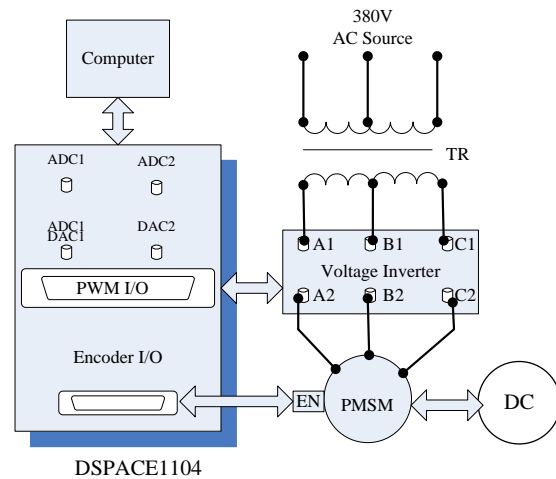 380V
AC Source
Computer
TR
ADC1
ADC2
ADC1
DAC1
DAC2
A1
B1
C1
Voltage Inverter
A2
B2
C2
PWM I/O
Encoder I/O
EN
PMSM
DC
DSPACE1104